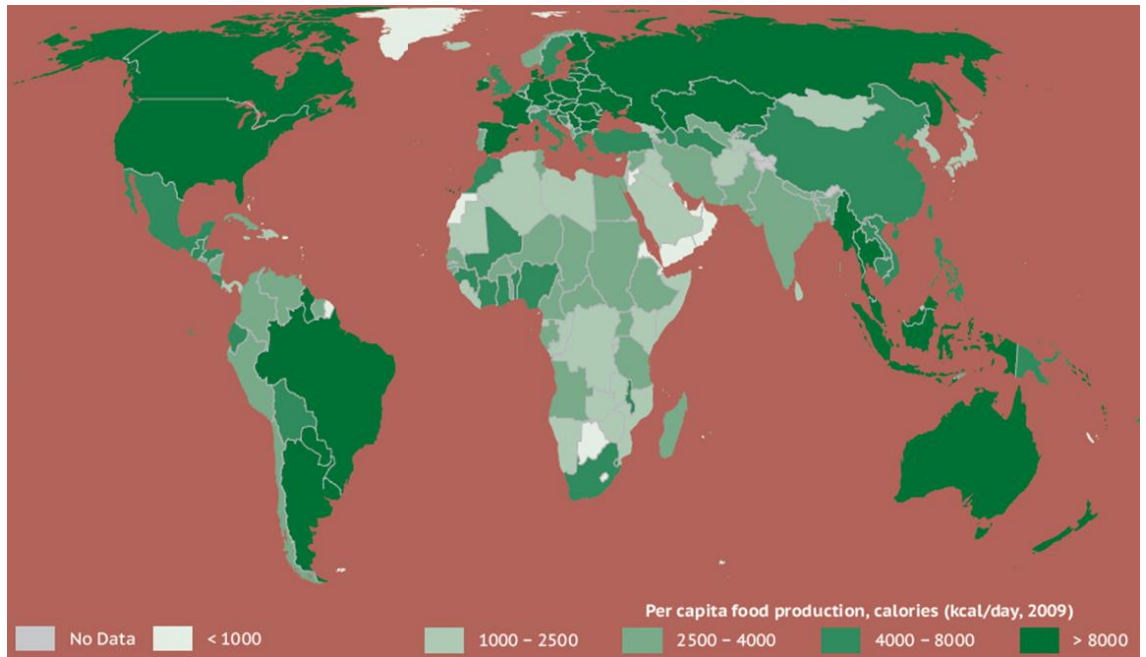 Per capita food production, calories (kcal/day, 2009)
No Data < 1000 1000 – 2500 2500 – 4000 4000 – 8000 > 8000